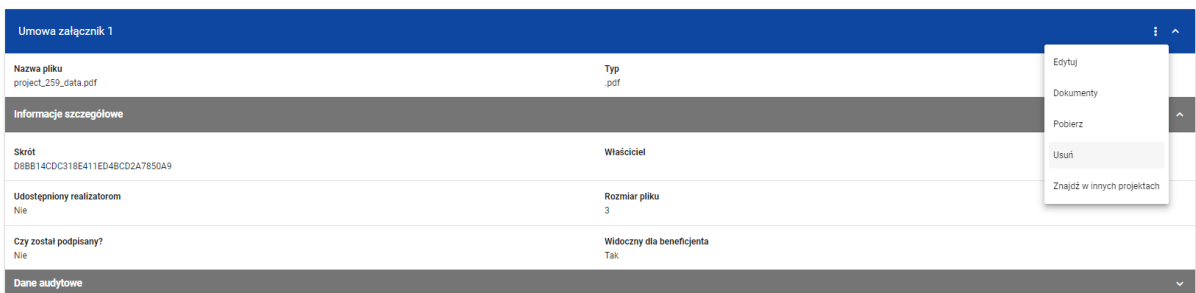 Umowa załącznik 1
Nazwa pliku
project_259_data.pdf
Typ
.pdf
Edytuj
Dokumenty
Pobierz
Usuń
Znajdź w innych projektach
Informacje szczegółowe
Skrót
D8BB14CDC318E411ED4BCD2A7850A9
Właściciel
Udostępniony realizatorom
Nie
Rozmiar pliku
3
Czy został podpisany?
Nie
Widoczny dla beneficjenta
Tak
Dane audytowe